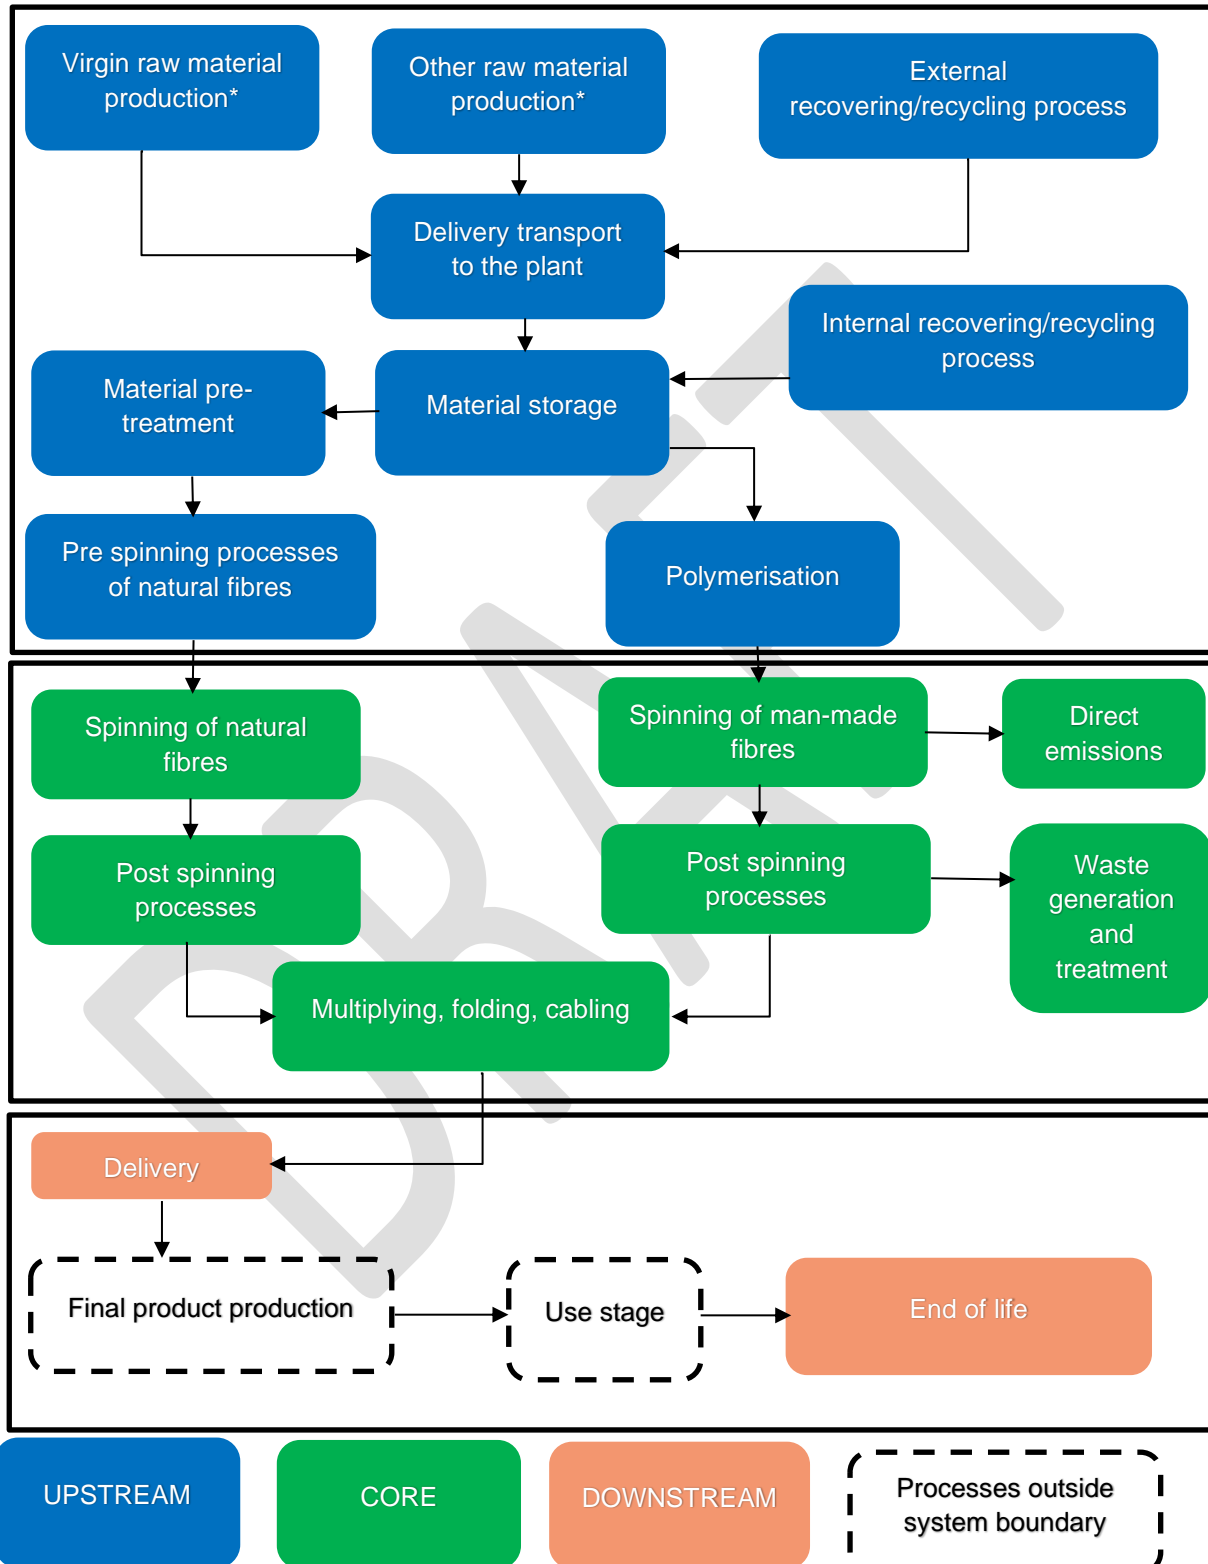 Virgin raw material
production*
Other raw material
production*
External
recovering/recycling process
Delivery transport
to the plant
Internal recovering/recycling
process
Material pre-
treatment
Material storage
Pre spinning processes
of natural fibres
Polymerisation
Spinning of natural
fibres
Spinning of man-made
fibres
Direct
emissions
Post spinning
processes
Post spinning
processes
Waste
generation
and
treatment
Multiplying, folding, cabling
Delivery
Final product production
Use stage
End of life
UPSTREAM
CORE
DOWNSTREAM
Processes outside
system boundary
DRAFT